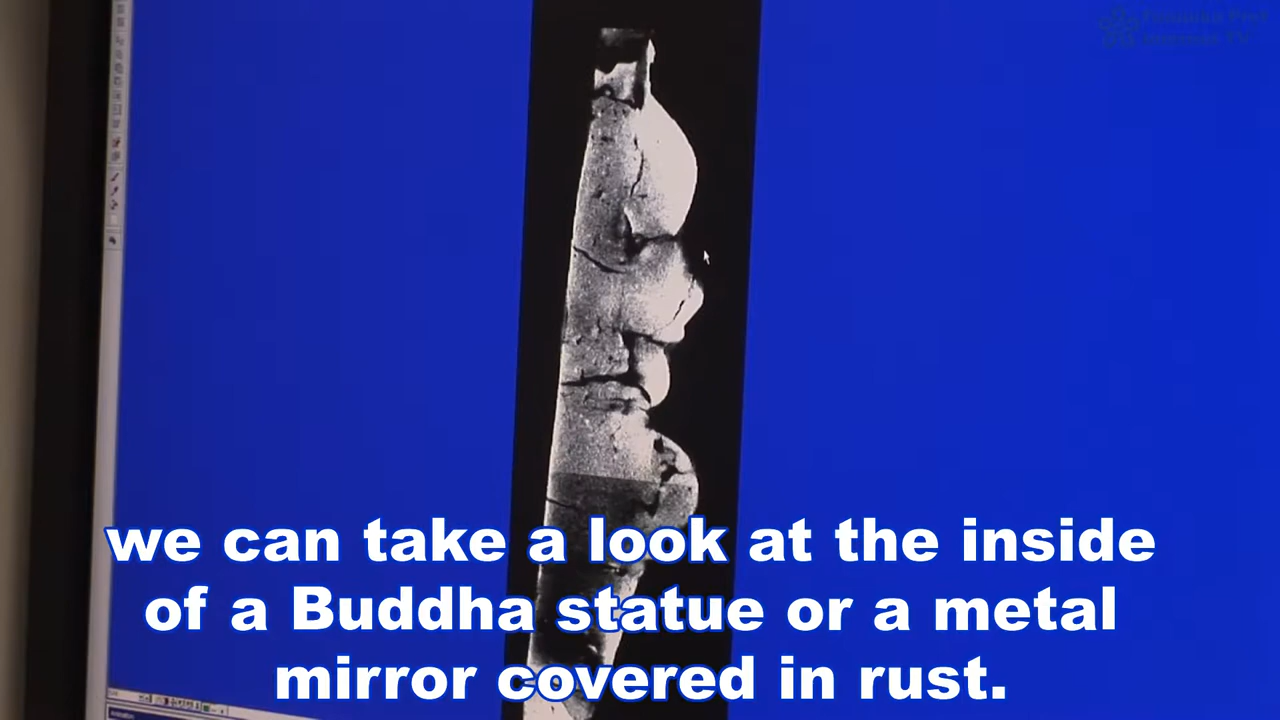 we can take a look at the inside
of a Buddha statue or a metal
mirror covered in rust.